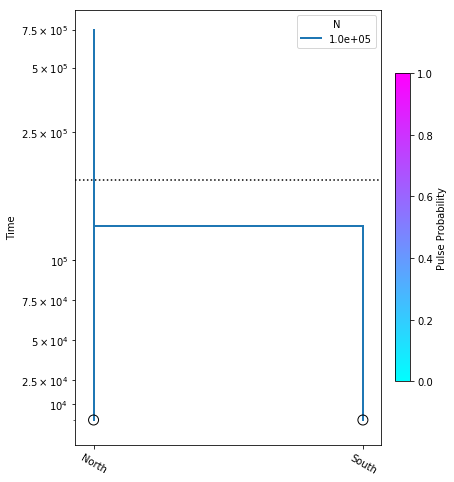 N
1.0e+05
7.5 × 10⁵
5 × 10⁵
2.5 × 10⁵
10⁵
7.5 × 10⁴
5 × 10⁴
2.5 × 10⁴
10⁴
Time
North
South
1.0
0.8
0.6
0.4
0.2
0.0
Pulse Probability